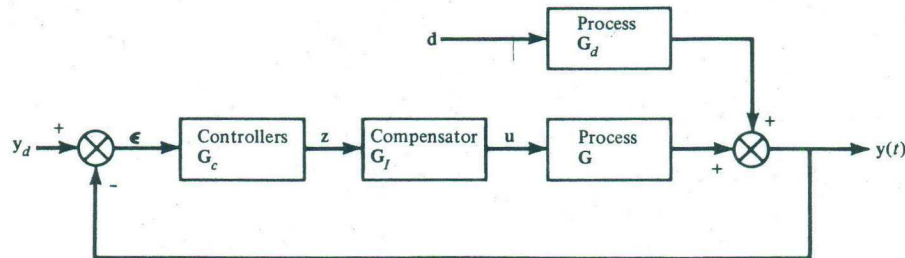 Process
d G_d
+
+ ϵ Controllers z Compensator u Process
y_d G_c G_I G y(t)
- +